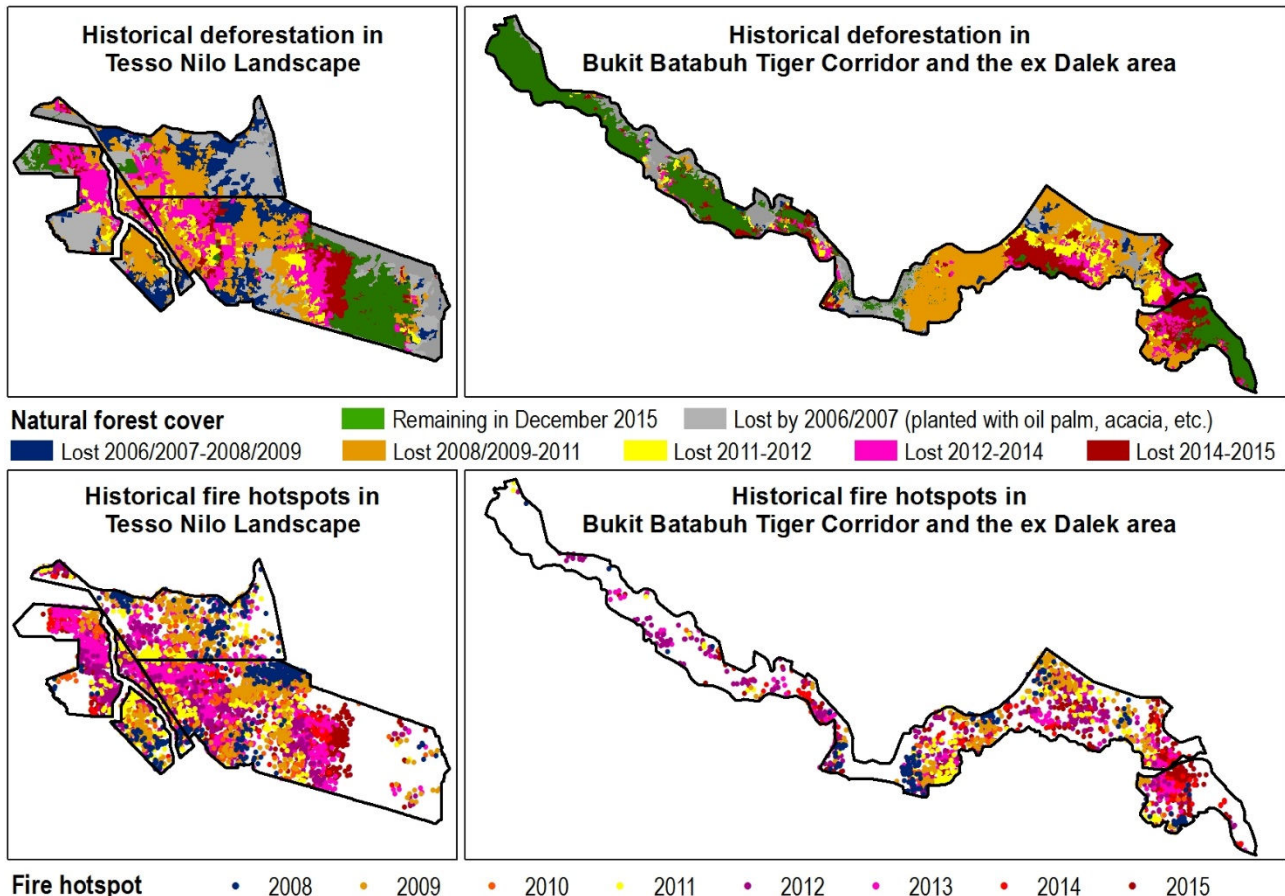 Historical deforestation in
Tesso Nilo Landscape
Historical deforestation in
Bukit Batabuh Tiger Corridor and the ex Dalek area
Natural forest cover
Remaining in December 2015
Lost by 2006/2007 (planted with oil palm, acacia, etc.)
Lost 2006/2007-2008/2009
Lost 2008/2009-2011
Lost 2011-2012
Lost 2012-2014
Lost 2014-2015
Historical fire hotspots in
Tesso Nilo Landscape
Historical fire hotspots in
Bukit Batabuh Tiger Corridor and the ex Dalek area
Fire hotspot
2008
2009
2010
2011
2012
2013
2014
2015